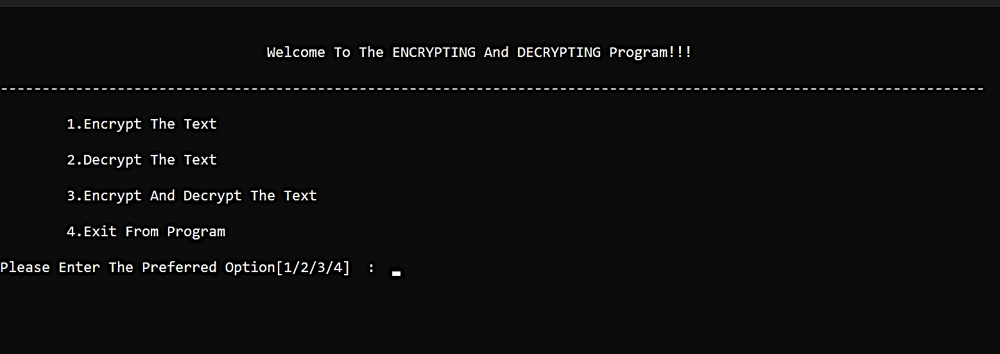 Welcome To The ENCRYPTING And DECRYPTING Program!!!
----------------------------------------------------------------------------------------------------------------------
1.Encrypt The Text
2.Decrypt The Text
3.Encrypt And Decrypt The Text
4.Exit From Program
Please Enter The Preferred Option[1/2/3/4]  :